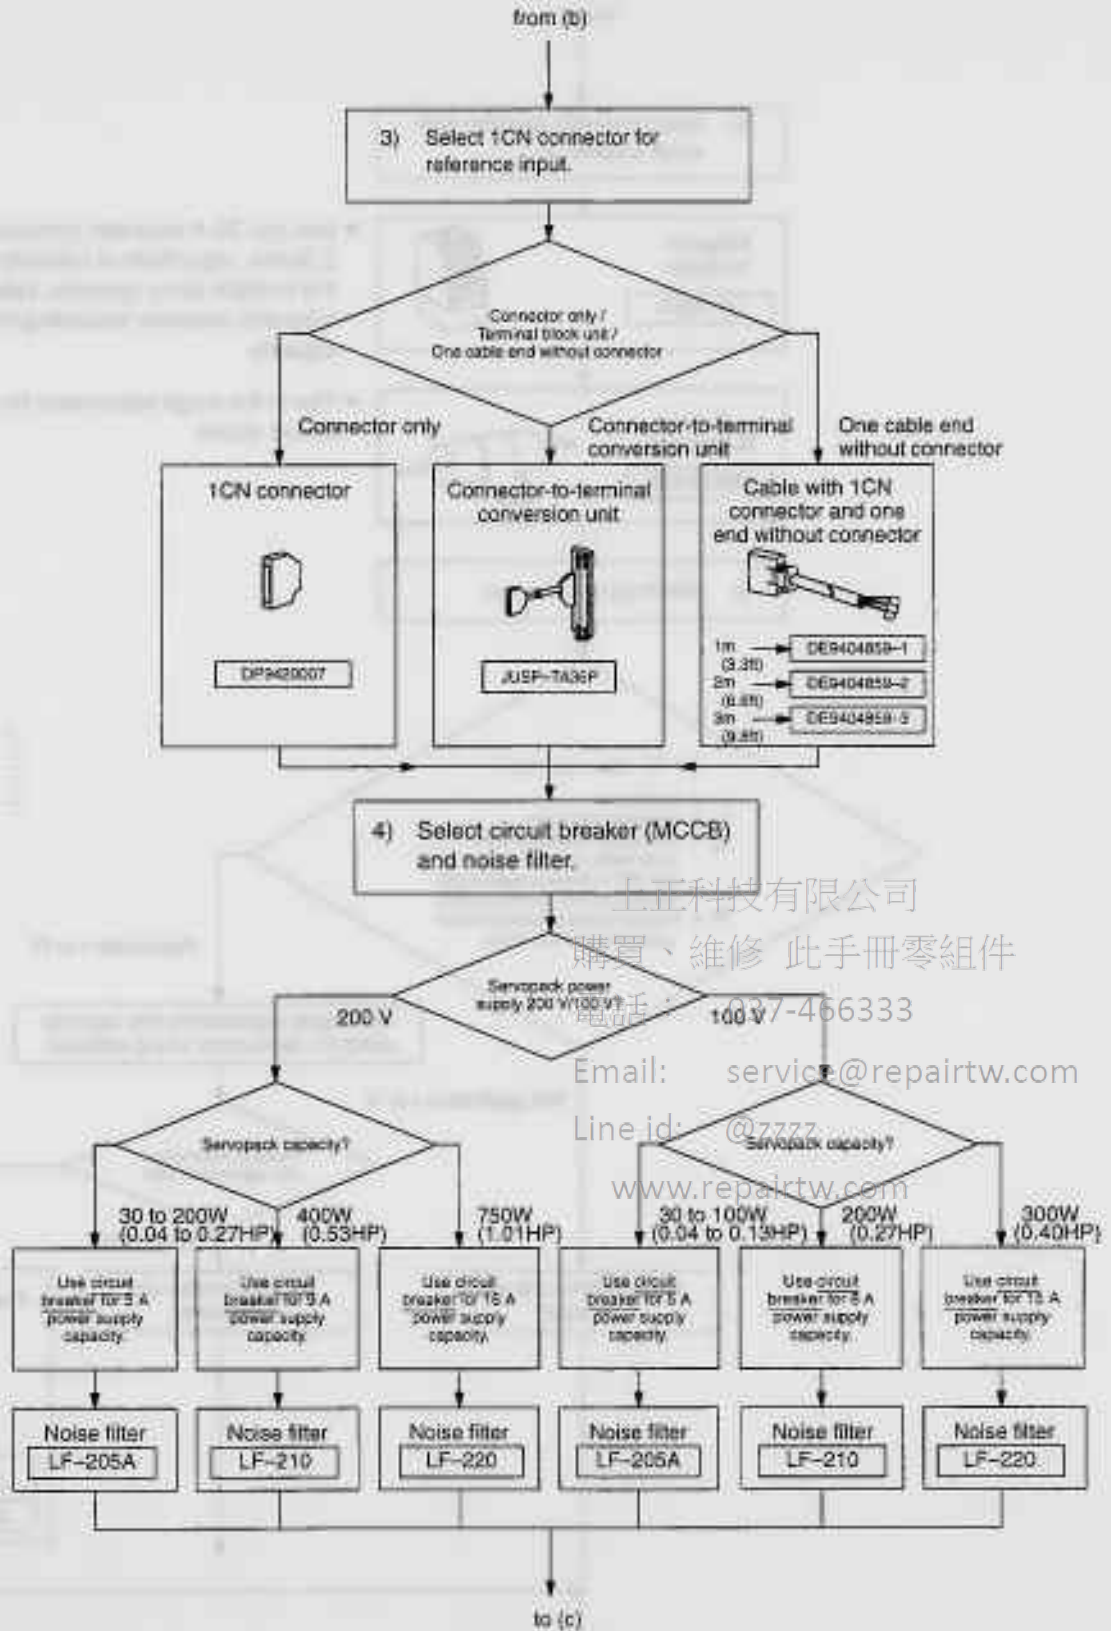 from (b)
3) Select 1CN connector for
reference input.
Connector only /
Terminal block unit /
One cable end without connector
Connector only
Connector-to-terminal
conversion unit
One cable end
without connector
1CN connector
DP9420007
Connector-to-terminal
conversion unit
JUSP-TA36P
Cable with 1CN
connector and one
end without connector
1m
(3.3ft)
DE9404859-1
2m
(6.6ft)
DE9404859-2
3m
(9.8ft)
DE9404859-3
4) Select circuit breaker (MCCB)
and noise filter.
上正科技有限公司
購買、維修 此手冊零組件
電話: 037-466333
Email: service@repairtw.com
Line id: @zzzz
www.repairtw.com
Servopack power
supply 200 V/100 V?
200 V
100 V
Servopack capacity?
Servopack capacity?
30 to 200W
(0.04 to 0.27HP)
400W
(0.53HP)
750W
(1.01HP)
30 to 100W
(0.04 to 0.13HP)
200W
(0.27HP)
300W
(0.40HP)
Use circuit
breaker for A
power supply
capacity.
Use circuit
breaker for A
power supply
capacity.
Use circuit
breaker for 16 A
power supply
capacity.
Use circuit
breaker for A
power supply
capacity.
Use circuit
breaker for A
power supply
capacity.
Use circuit
breaker for A
power supply
capacity.
Noise filter
LF-205A
Noise filter
LF-210
Noise filter
LF-220
Noise filter
LF-205A
Noise filter
LF-210
Noise filter
LF-220
to (c)